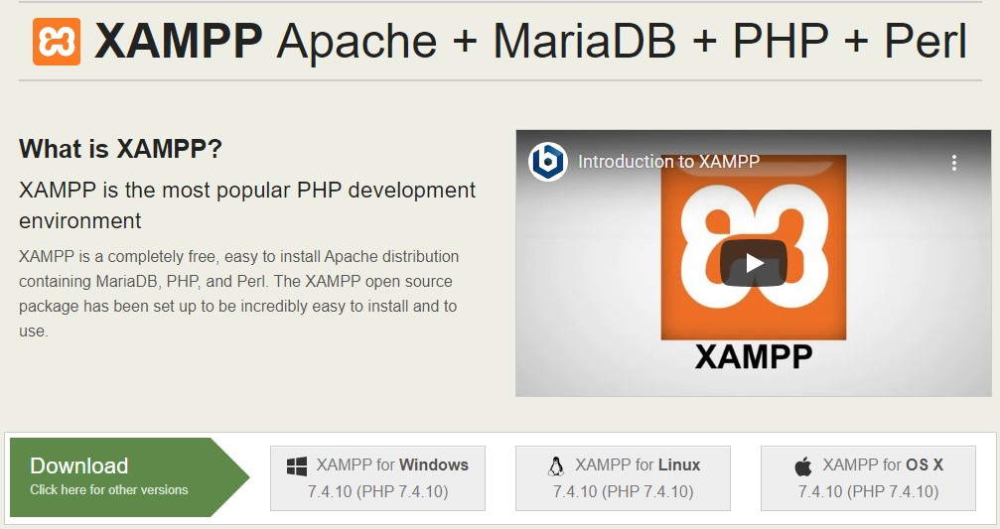 XAMPP Apache + MariaDB + PHP + Perl
What is XAMPP?
XAMPP is the most popular PHP development
environment
XAMPP is a completely free, easy to install Apache distribution
containing MariaDB, PHP, and Perl. The XAMPP open source
package has been set up to be incredibly easy to install and to
use.
Introduction to XAMPP
XAMPP
Download
Click here for other versions
XAMPP for Windows
7.4.10 (PHP 7.4.10)
XAMPP for Linux
7.4.10 (PHP 7.4.10)
XAMPP for OS X
7.4.10 (PHP 7.4.10)